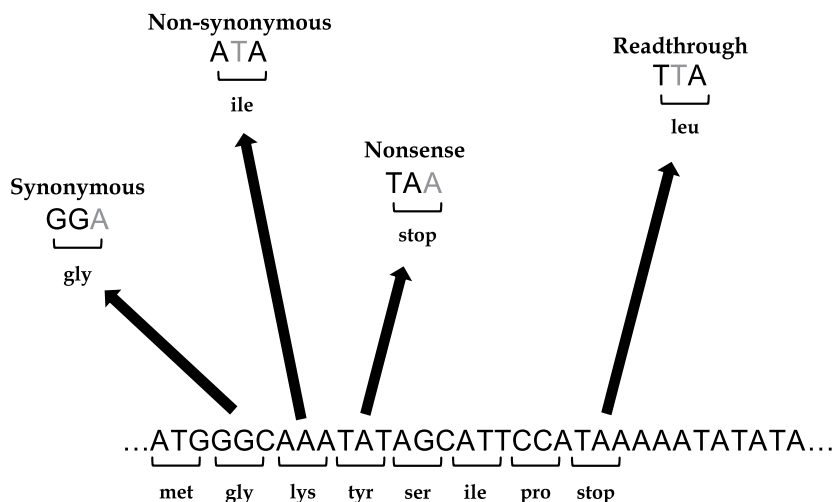 Non-synonymous
ATA
ile
Readthrough
TTA
leu
Nonsense
TAA
stop
Synonymous
GGA
gly
...ATGGGCAAATATAGCATTCCATAAAAATATATA...
met gly lys tyr ser ile pro stop